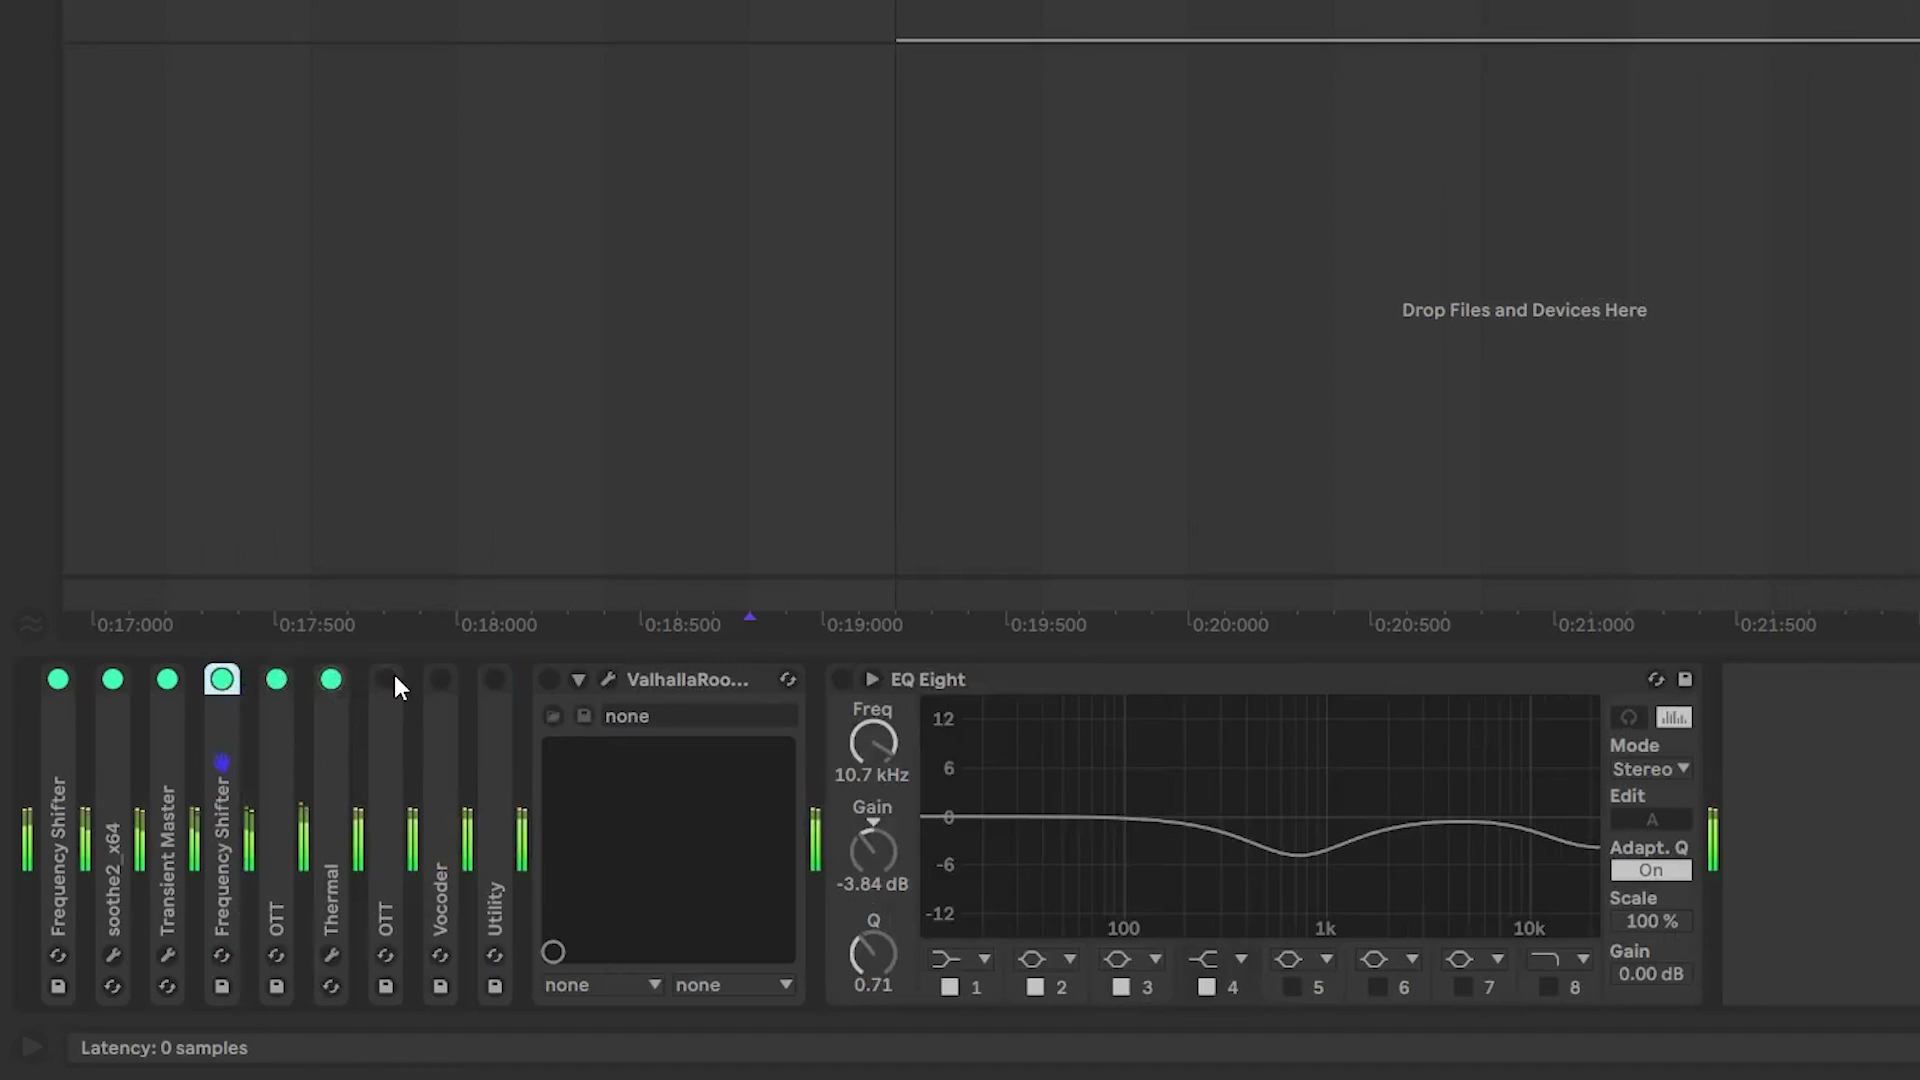 Drop Files and Devices Here
0:17:000
0:17:500
0:18:000
0:18:500
0:19:000
0:19:500
0:20:000
0:20:500
0:21:000
0:21:500
Frequency Shifter
soothe2_x64
Transient Master
Frequency Shifter
OTT
Thermal
OTT
Vocoder
Utility
ValhallaRoo...
none
none
none
EQ Eight
Freq
10.7 kHz
Gain
-3.84 dB
Q
0.71
12
6
0
-6
-12
100
1k
10k
1
2
3
4
5
6
7
8
Mode
Stereo
Edit
A
Adapt. Q
On
Scale
100 %
Gain
0.00 dB
Latency: 0 samples